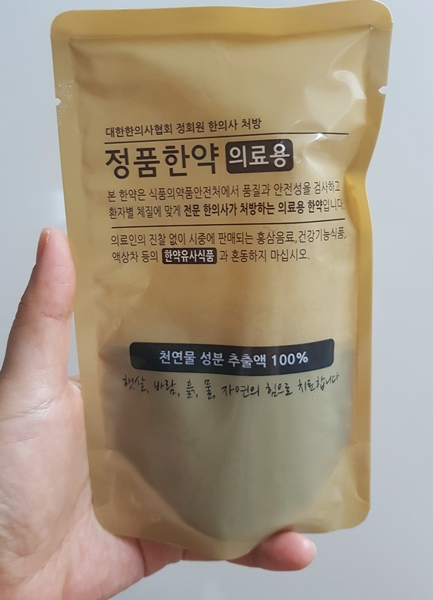 대한한의사협회 정회원 한의사 처방
정품한약 의료용
본 한약은 식품의약품안전처에서 품질과 안전성을 검사하고
환자별 체질에 맞게 전문 한의사가 처방하는 의료용 한약입니다.
의료인의 진찰 없이 시중에 판매되는 홍삼음료,건강기능식품,
액상차 등의 한약유사식품 과 혼동하지 마십시오.
천연물 성분 추출액 100%
햇살, 바람, 흙, 물, 자연의 힘으로 치료합니다